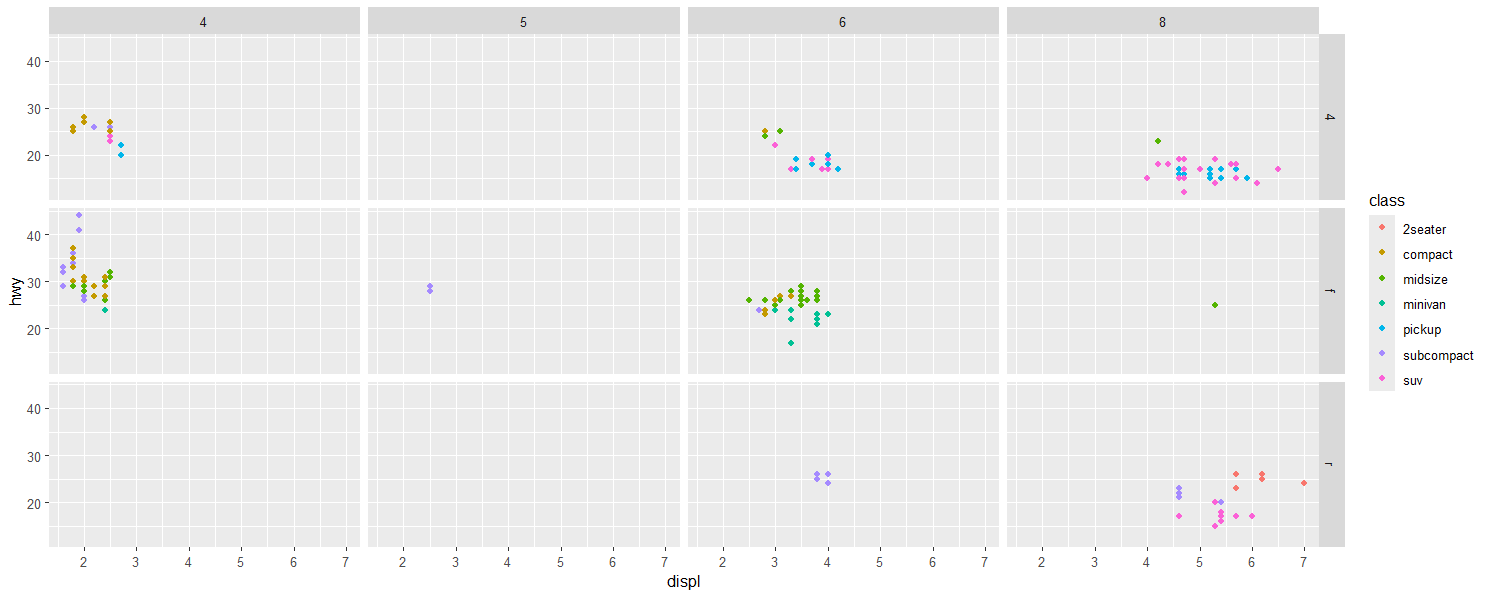 4 5 6 8
40
30
20
4
40
30
20
f
40
30
20
r
2 3 4 5 6 7 2 3 4 5 6 7 2 3 4 5 6 7 2 3 4 5 6 7
displ
hwy
class
2seater
compact
midsize
minivan
pickup
subcompact
suv